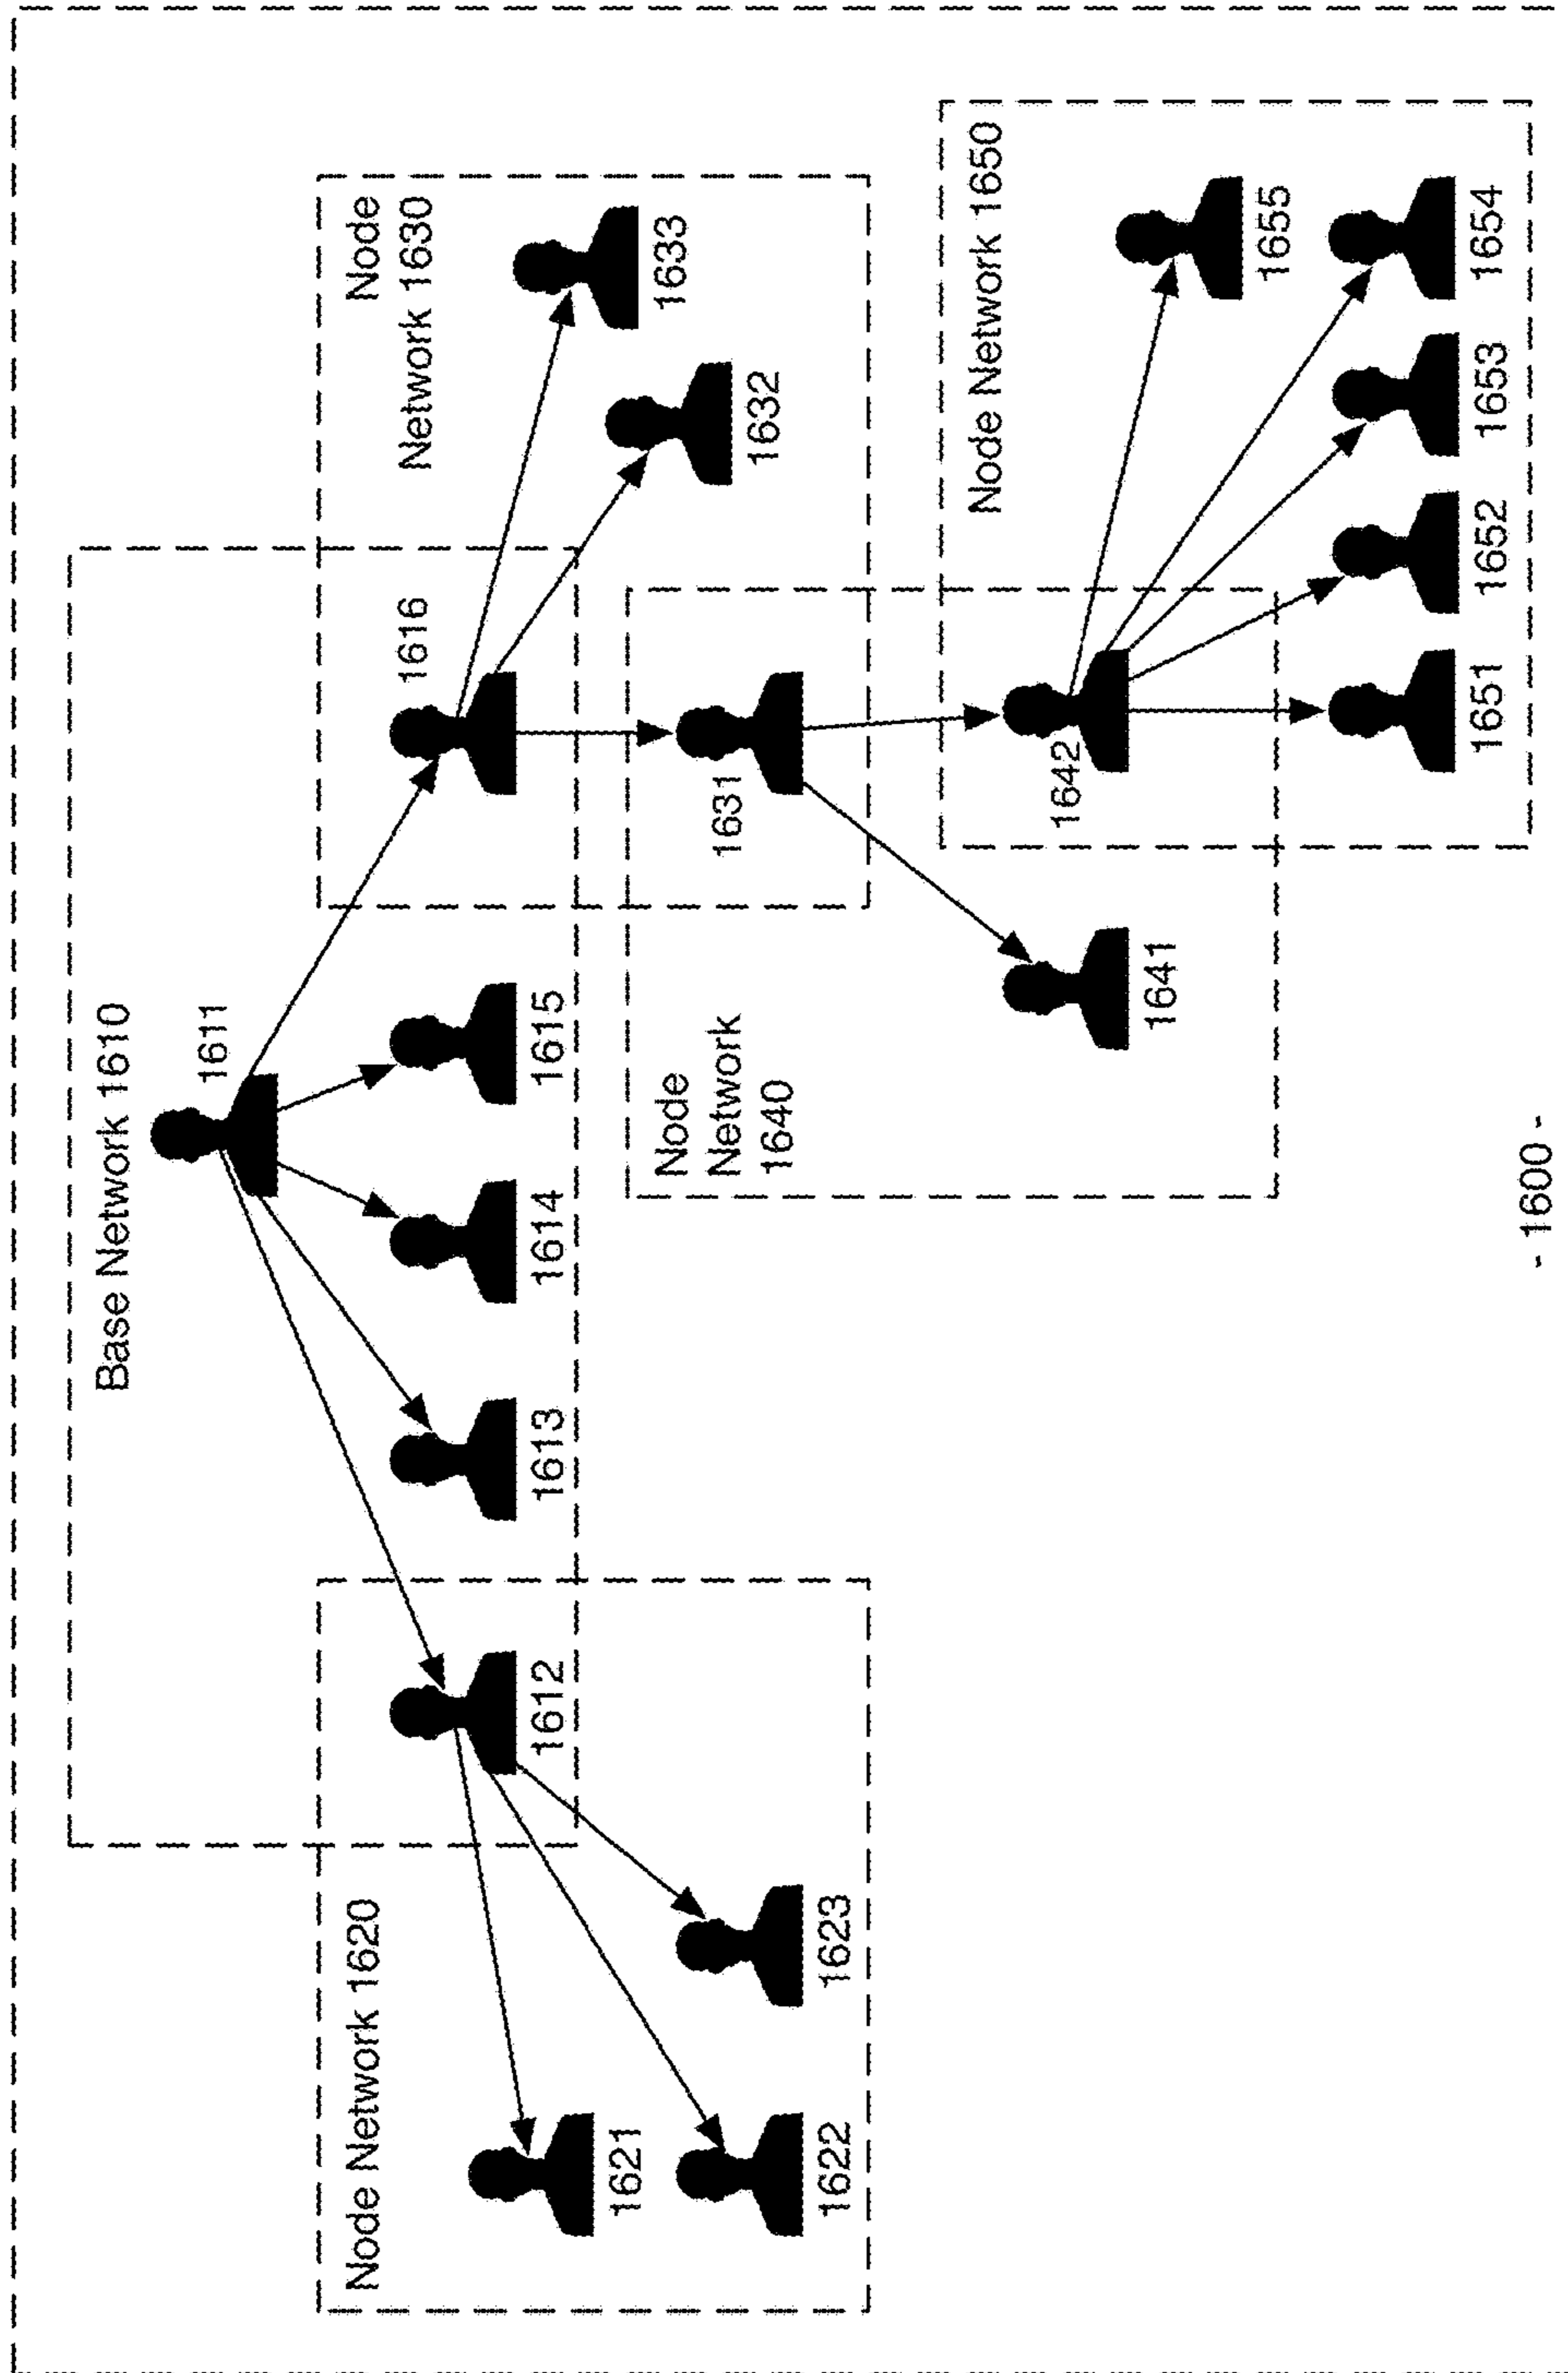 Base Network 1610
1611
Node Network 1620
1612
1613
1614
1615
1616
Node
Network 1630
1621
1633
1622
1623
Node
Network
1640
1631
1632
1641
1642
Node Network 1650
1655
1651
1652
1653
1654
- 1600 -